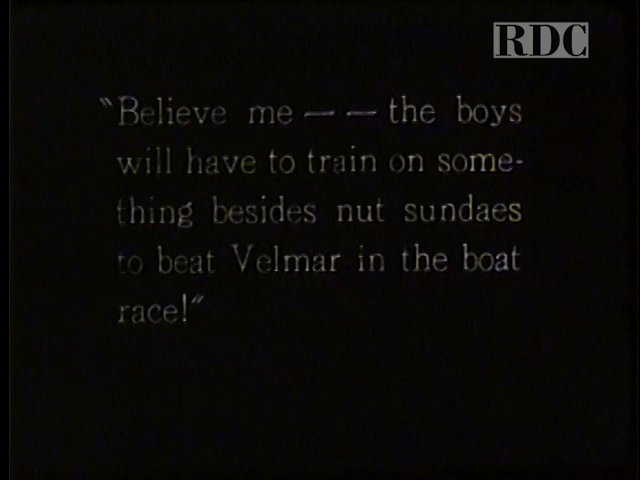 RDC
"Believe me — — the boys
will have to train on some-
thing besides nut sundaes
to beat Velmar in the boat
race!"